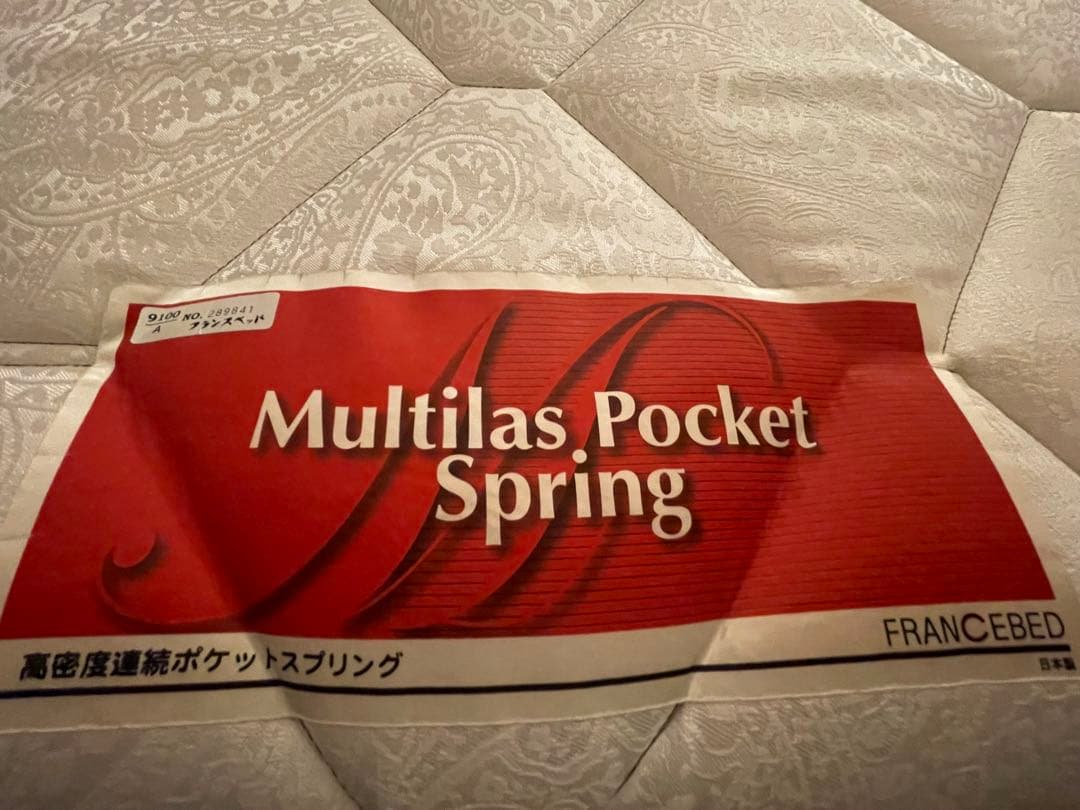 9100 NO. 289841
A フランスベッド
Multilas Pocket
Spring
FRANCEBED
高密度連続ポケットスプリング
日本製